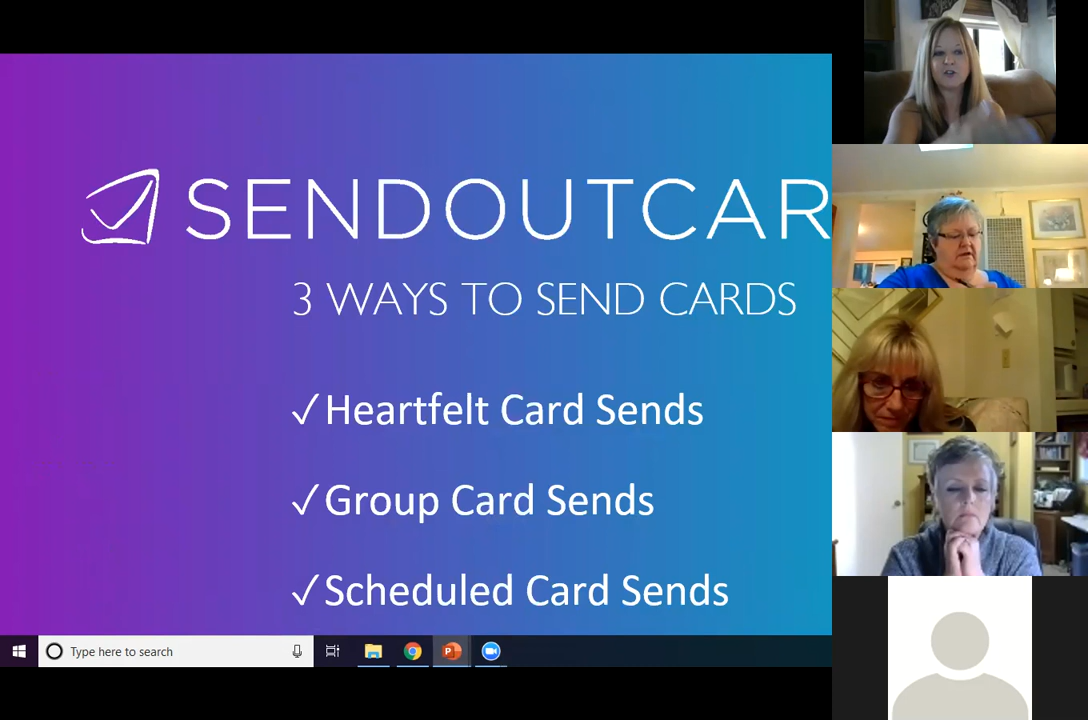 SENDOUTCAR
3 WAYS TO SEND CARDS
✓Heartfelt Card Sends
✓Group Card Sends
✓Scheduled Card Sends
Type here to search